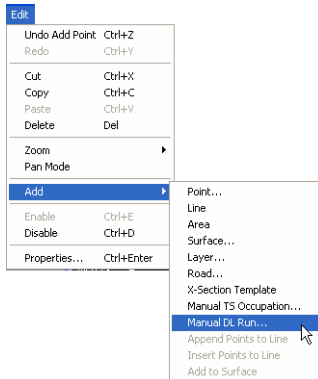 Edit
Undo Add Point Ctrl+Z
Redo Ctrl+Y
Cut Ctrl+X
Copy Ctrl+C
Paste Ctrl+V
Delete Del
Zoom
Pan Mode
Add
Enable Ctrl+E
Disable Ctrl+D
Properties... Ctrl+Enter
Point...
Line
Area
Surface...
Layer...
Road...
X-Section Template
Manual TS Occupation...
Manual DL Run...
Append Points to Line
Insert Points to Line
Add to Surface